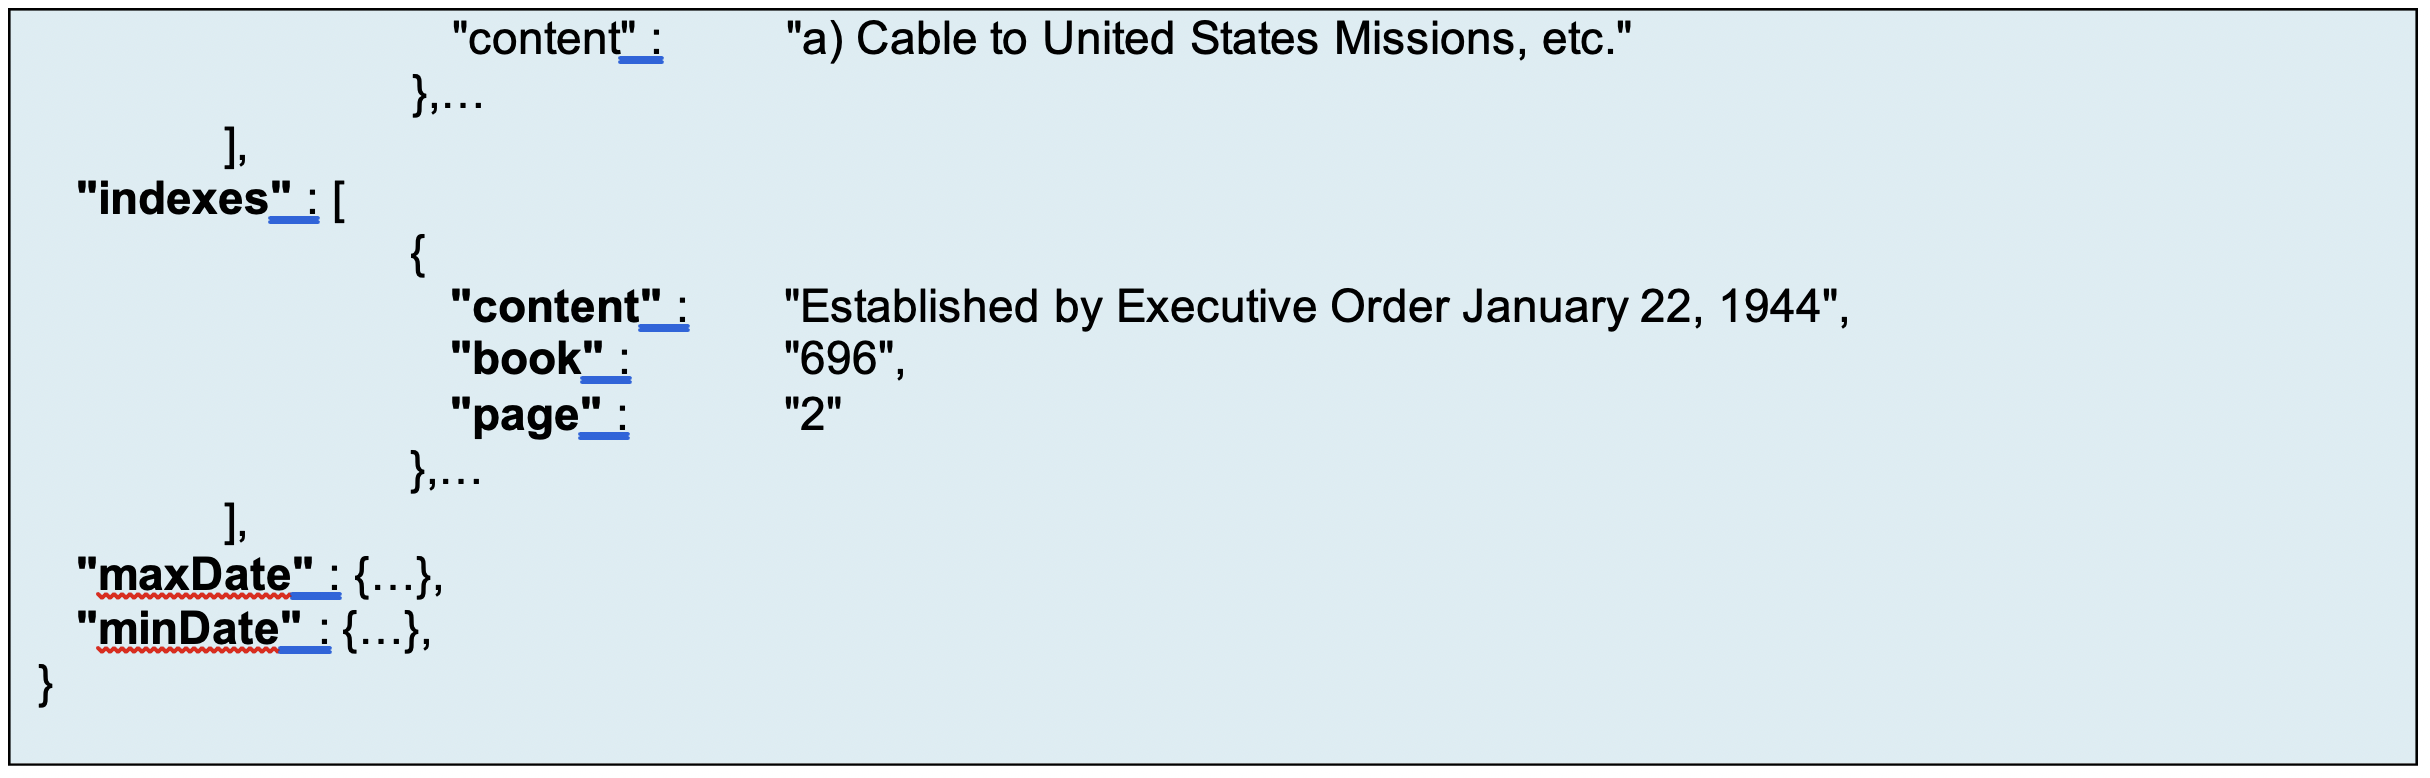 "content" : "a) Cable to United States Missions, etc."
},…
],
"indexes" : [
{
"content" : "Established by Executive Order January 22, 1944",
"book" : "696",
"page" : "2"
},…
],
"maxDate" : {…},
"minDate" : {…},
}